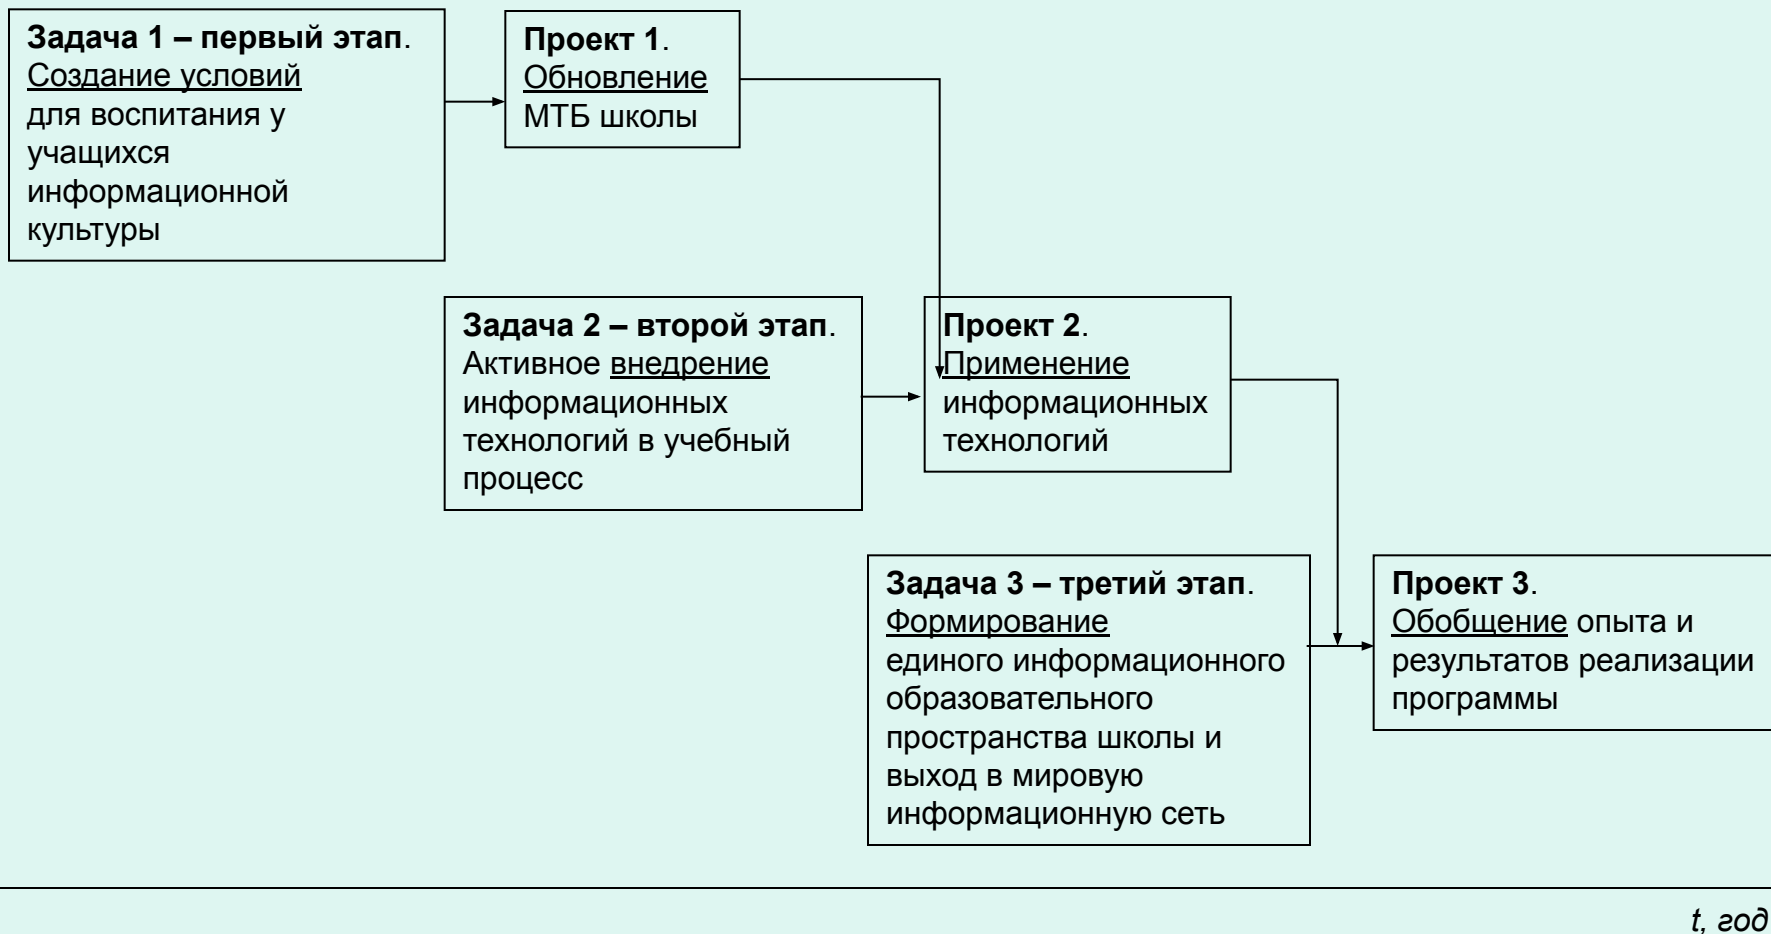 Задача 1 – первый этап.
Создание условий
для воспитания у
учащихся
информационной
культуры
Проект 1.
Обновление
МТБ школы
Задача 2 – второй этап.
Активное внедрение
информационных
технологий в учебный
процесс
Проект 2.
Применение
информационных
технологий
Задача 3 – третий этап.
Формирование
единого информационного
образовательного
пространства школы и
выход в мировую
информационную сеть
Проект 3.
Обобщение опыта и
результатов реализации
программы
t, год